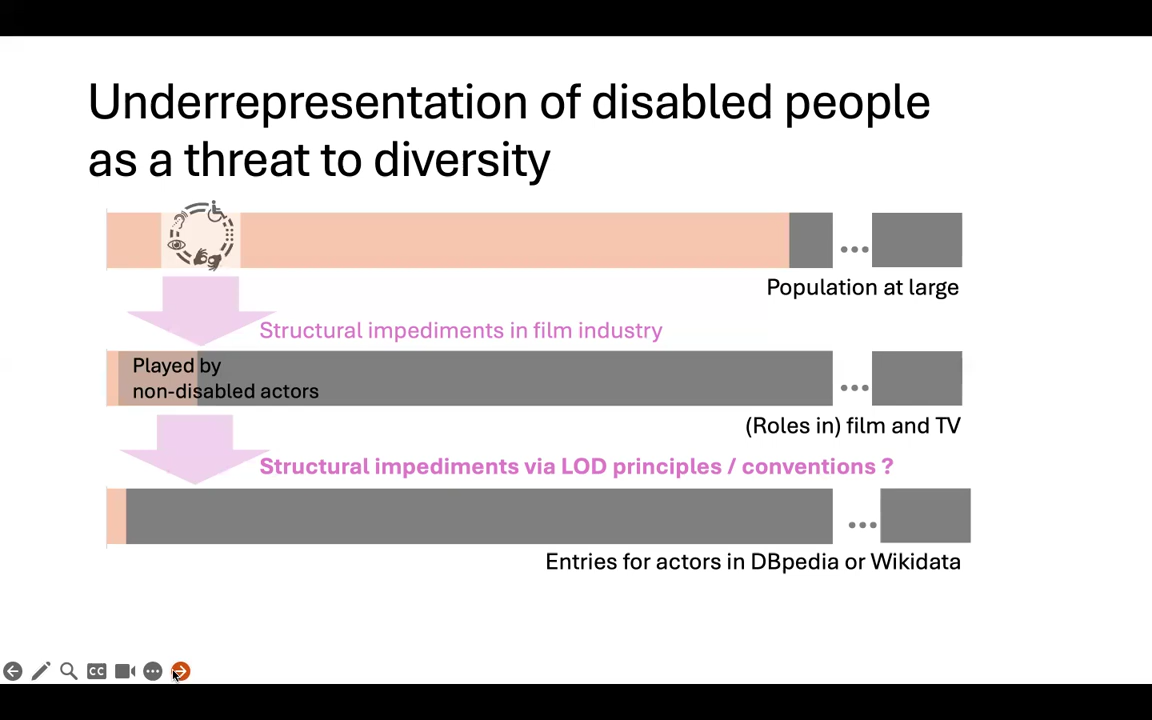 Underrepresentation of disabled people
as a threat to diversity
...
Population at large
Structural impediments in film industry
Played by
non-disabled actors
...
(Roles in) film and TV
Structural impediments via LOD principles / conventions ?
...
Entries for actors in DBpedia or Wikidata
CC